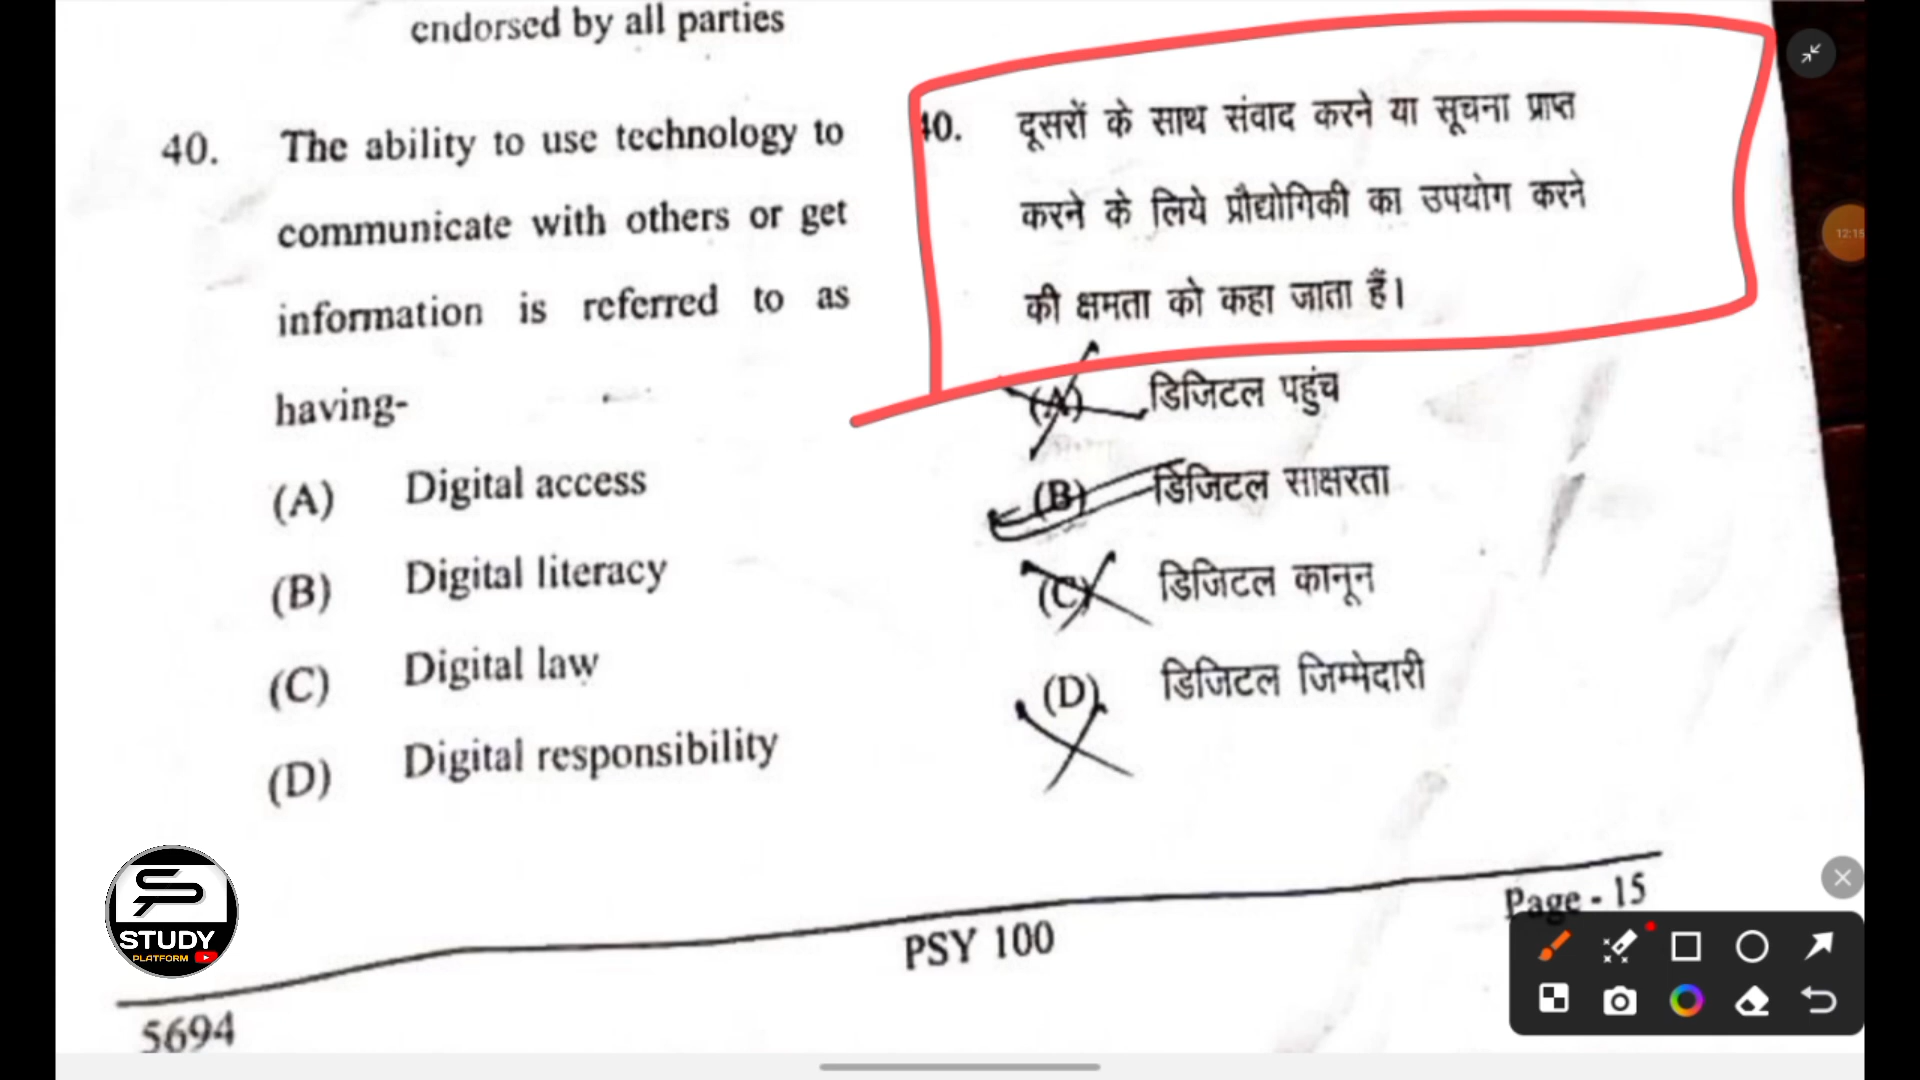 endorsed by all parties
40. The ability to use technology to
communicate with others or get
information is referred to as
having-
(A) Digital access
(B) Digital literacy
(C) Digital law
(D) Digital responsibility
40. दूसरों के साथ संवाद करने या सूचना प्राप्त
करने के लिये प्रौद्योगिकी का उपयोग करने
की क्षमता को कहा जाता हैं।
(A) डिजिटल पहुंच
(B) डिजिटल साक्षरता
(C) डिजिटल कानून
(D) डिजिटल जिम्मेदारी
12:15
STUDY
PLATFORM
PSY 100
Page - 15
5694